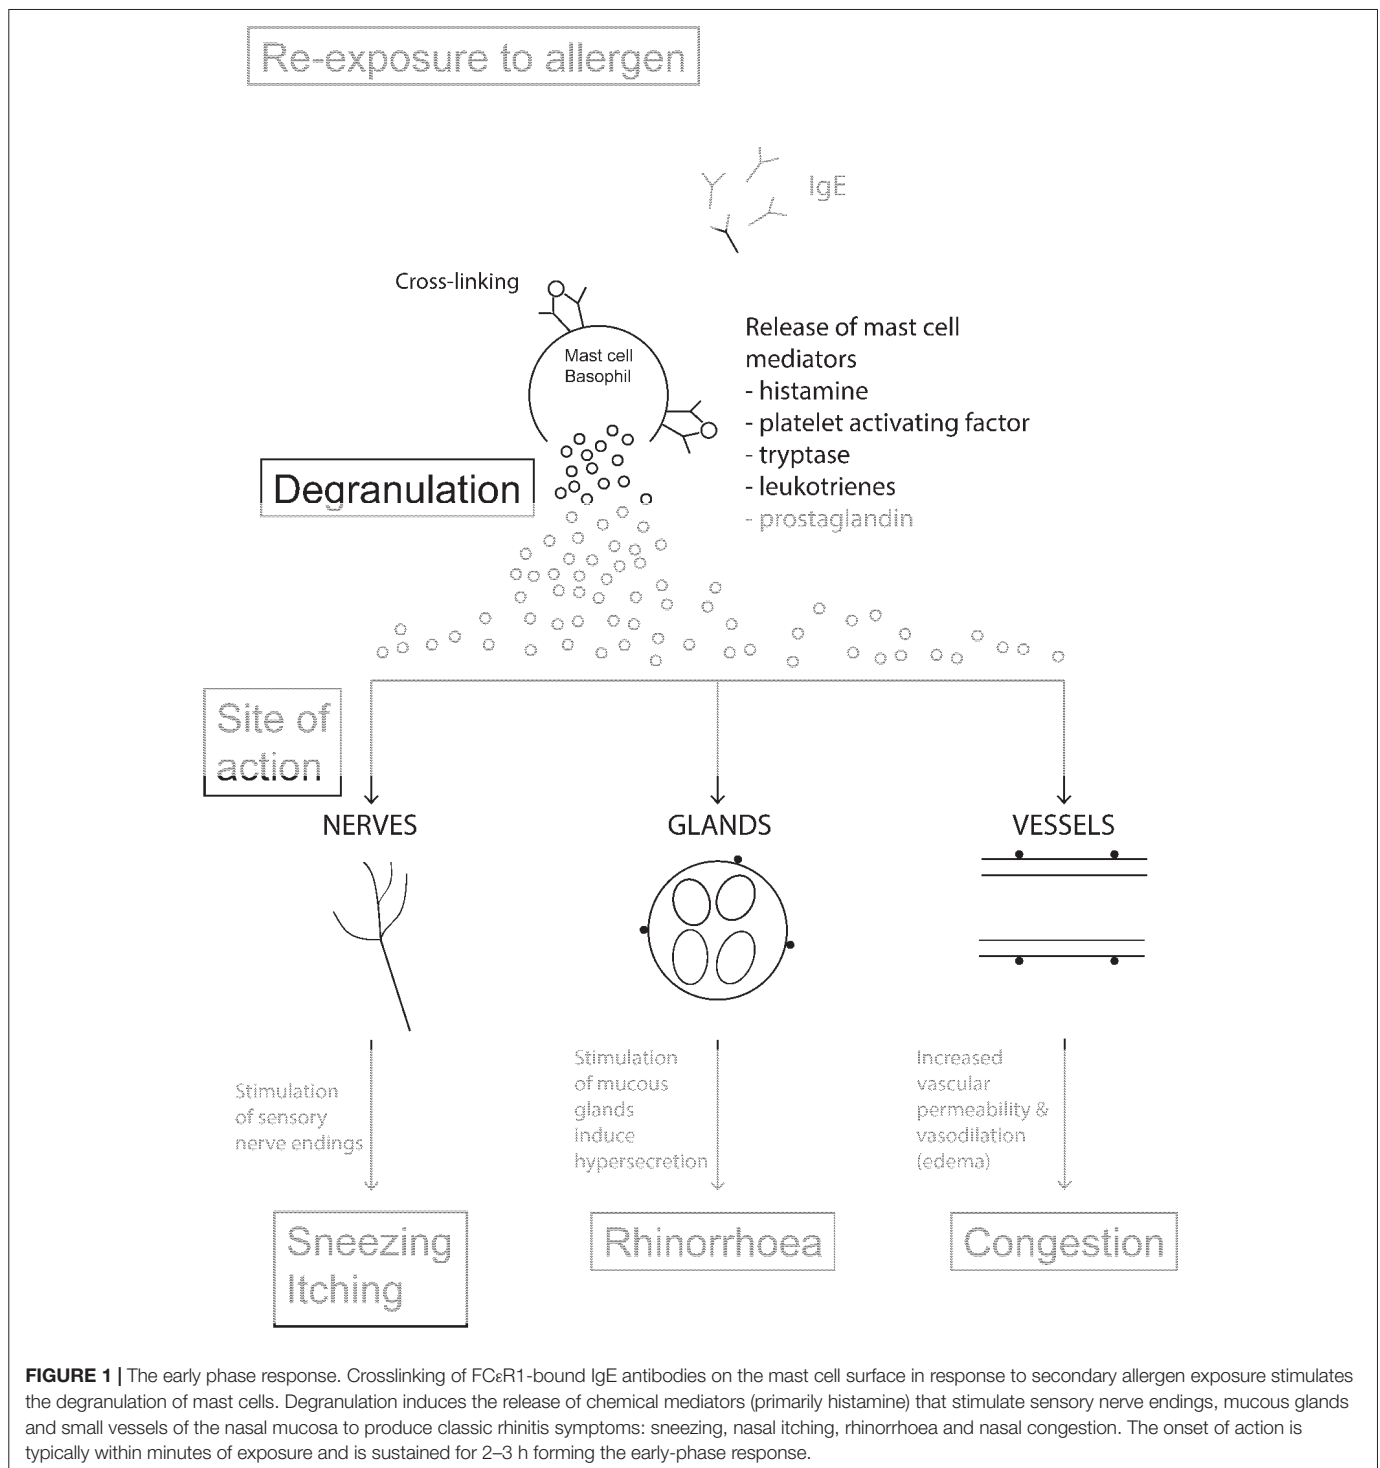 Re-exposure to allergen
IgE
Cross-linking
Mast cell
Basophil
Release of mast cell
mediators
- histamine
- platelet activating factor
- tryptase
- leukotrienes
- prostaglandin
Degranulation
Site of
action
NERVES
GLANDS
VESSELS
Stimulation
of sensory
nerve endings
Stimulation
of mucous
glands
induce
hypersecretion
Increased
vascular
permeability &
vasodilation
(edema)
Sneezing
Itching
Rhinorrhoea
Congestion
FIGURE 1 | The early phase response. Crosslinking of FCεR1-bound IgE antibodies on the mast cell surface in response to secondary allergen exposure stimulates
the degranulation of mast cells. Degranulation induces the release of chemical mediators (primarily histamine) that stimulate sensory nerve endings, mucous glands
and small vessels of the nasal mucosa to produce classic rhinitis symptoms: sneezing, nasal itching, rhinorrhoea and nasal congestion. The onset of action is
typically within minutes of exposure and is sustained for 2–3 h forming the early-phase response.